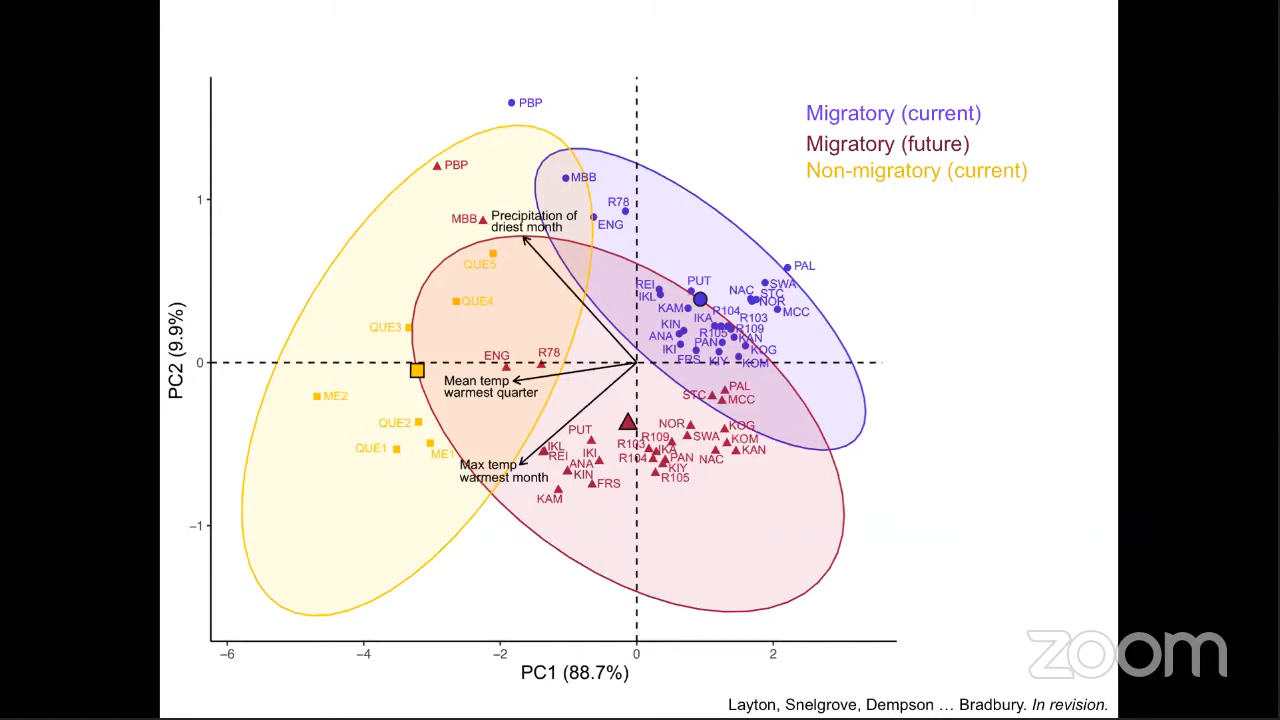 PBP
Migratory (current)
Migratory (future)
Non-migratory (current)
PBP
MBB
R78
ENG
MBB
Precipitation of
driest month
1
QUE5
PAL
REI
PUT
SWA
IKL
NAC
STC
NOR
QUE4
KAM
IKA
R104
R103
MCC
QUE3
KIN
R105
R109
ANA
PAN
KAN
IKI
KOG
FRS
KIY
KOM
0
ENG
R78
Mean temp
warmest quarter
PAL
STC
MCC
ME2
QUE2
PUT
NOR
KOG
R103
R109
SWA
KOM
QUE1
ME1
IKL
IKI
IKA
KAN
REI
R104
PAN
NAC
Max temp
ANA
KIY
warmest month
KIN
R105
FRS
KAM
−1
PC2 (9.9%)
−6
−4
−2
0
2
PC1 (88.7%)
zoom
Layton, Snelgrove, Dempson … Bradbury. In revision.